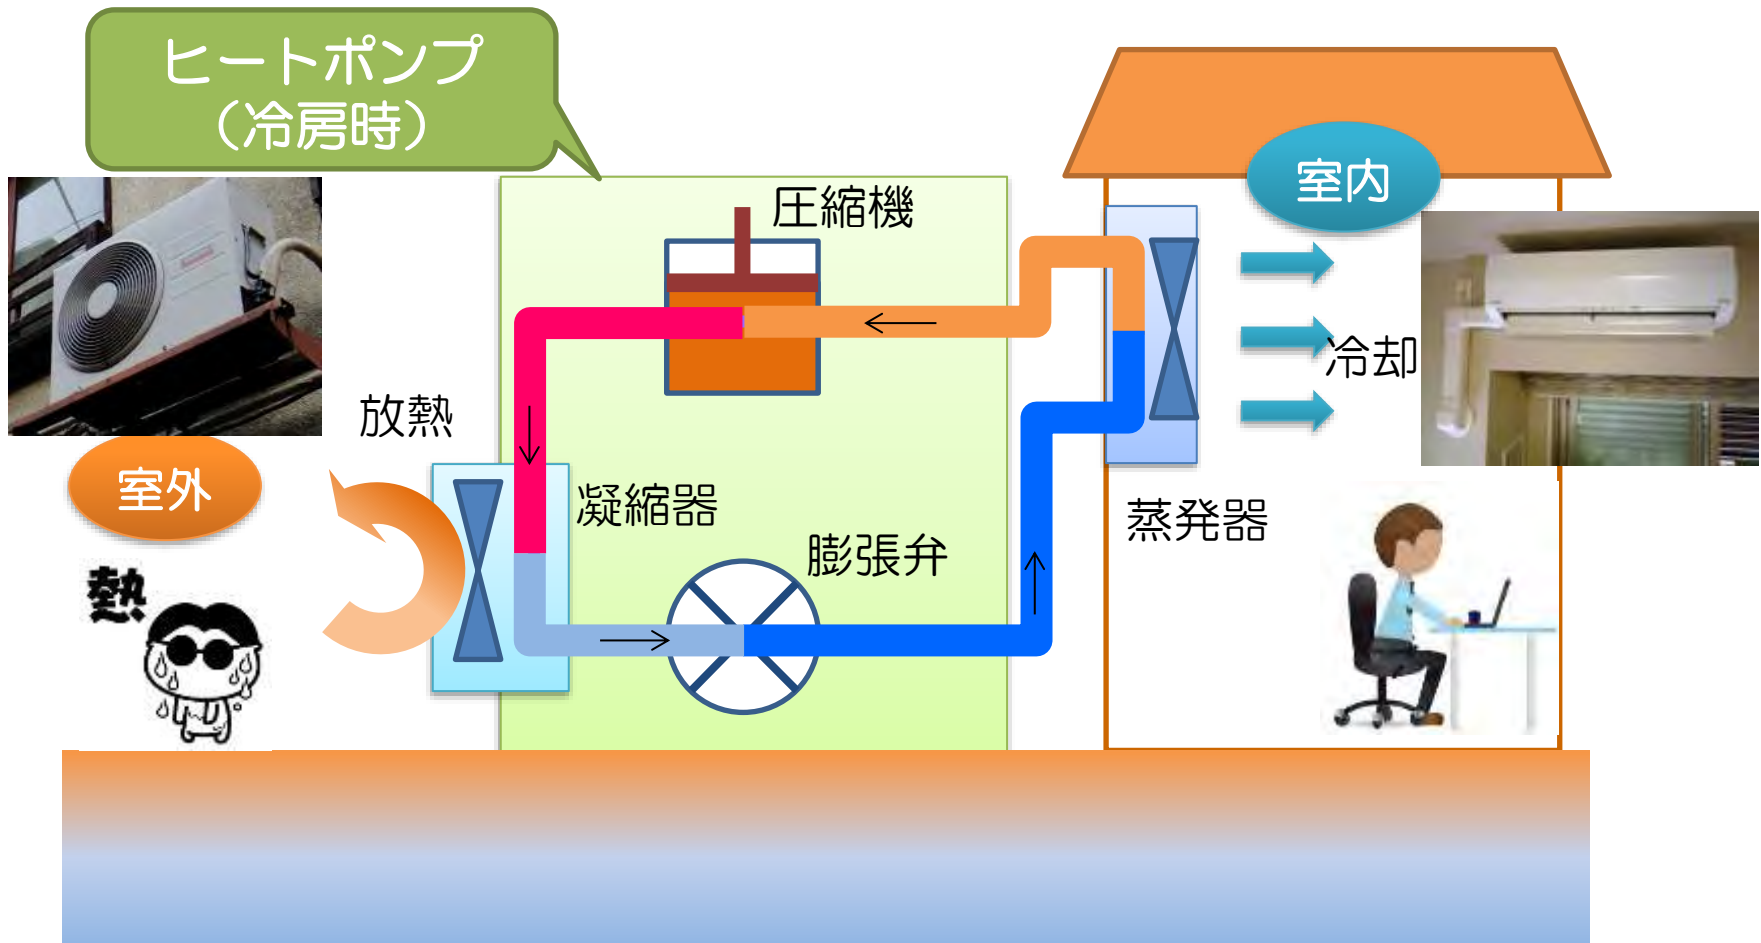 ヒートポンプ
（冷房時）
室内
圧縮機
冷却
放熱
室外
凝縮器
蒸発器
膨張弁
熱